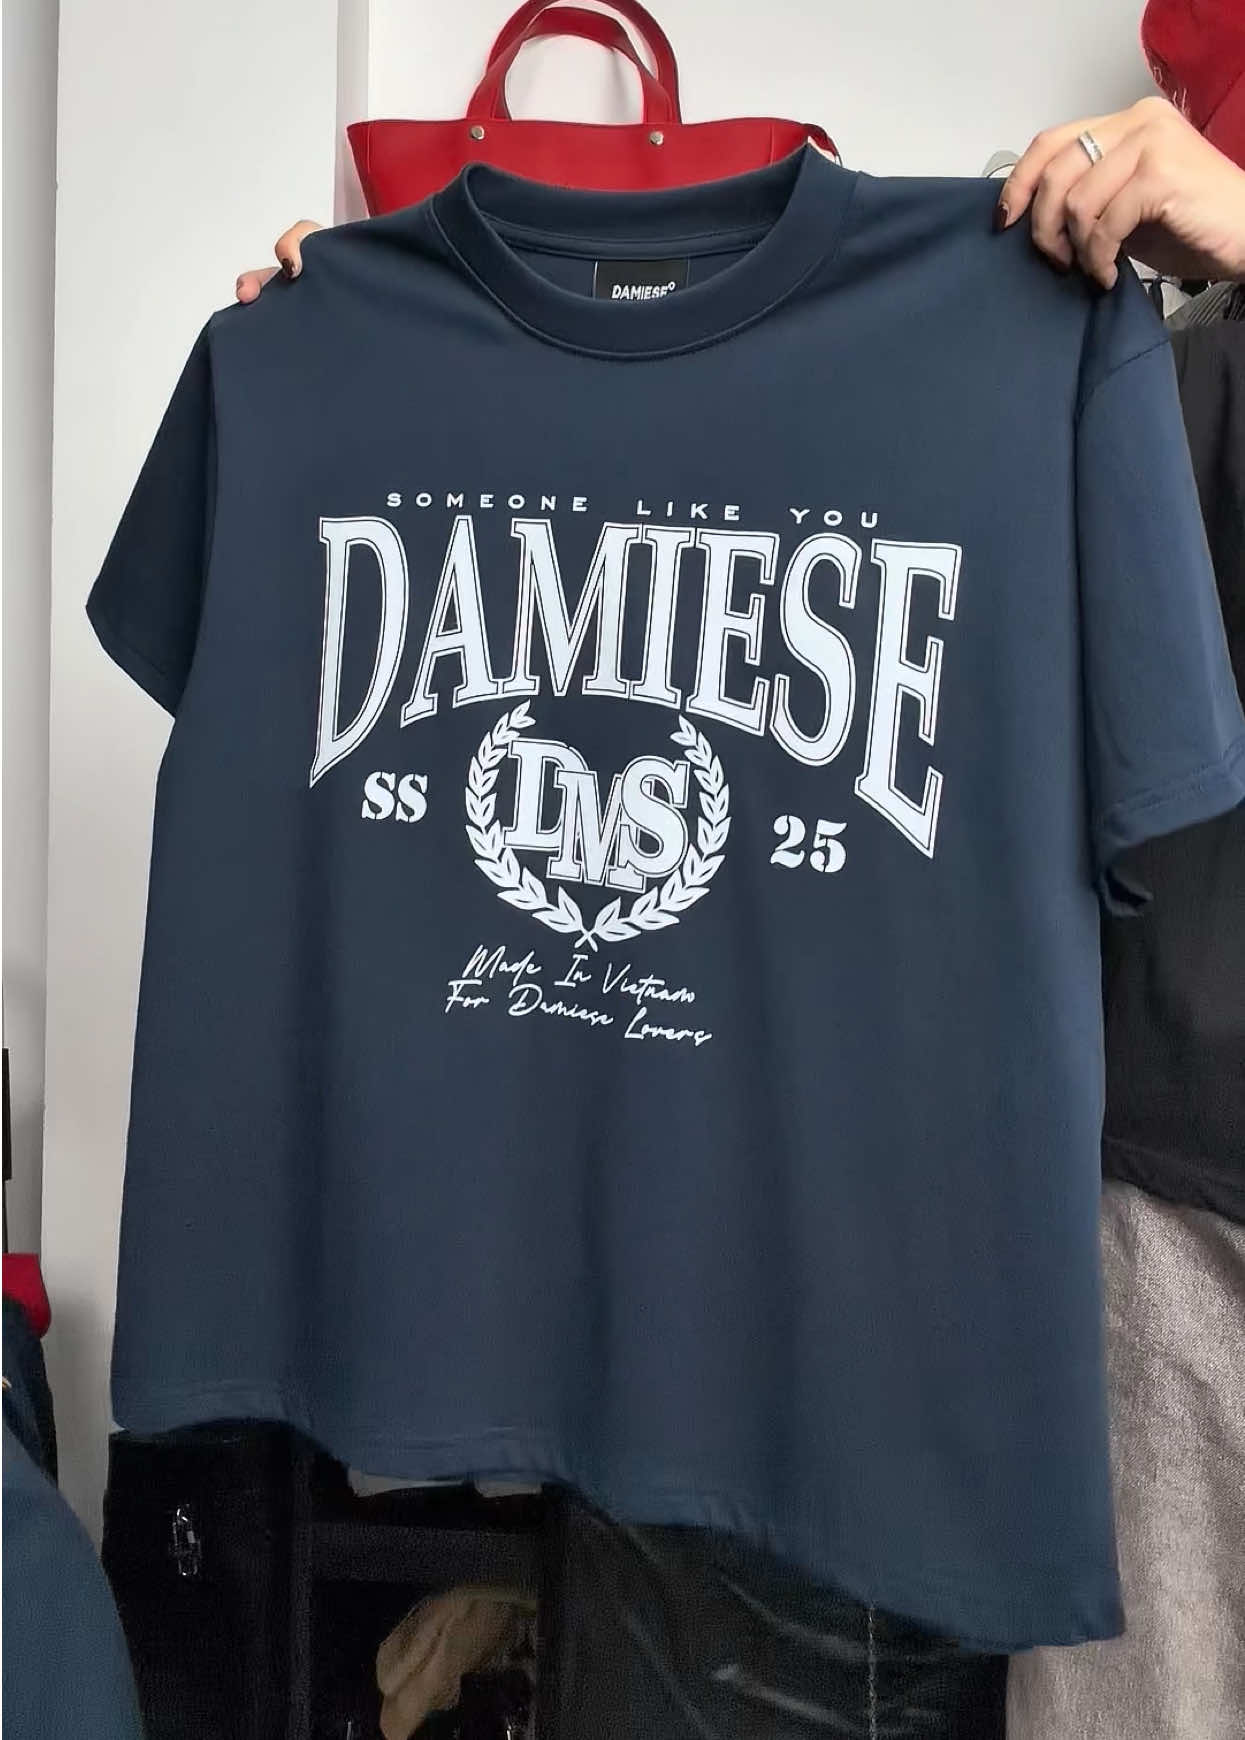 DAMIESE°
SOMEONE LIKE YOU
DAMIESE
SS
DMS
25
Made In Vietnam
For Damiese Lovers